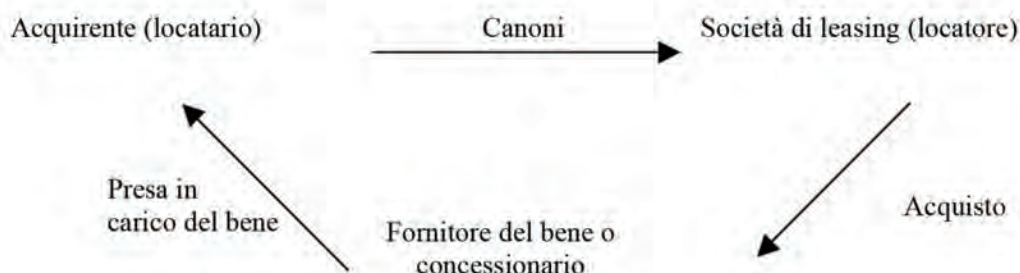 Acquirente (locatario)
Canoni
Società di leasing (locatore)
Presa in
carico del bene
Acquisto
Fornitore del bene o
concessionario